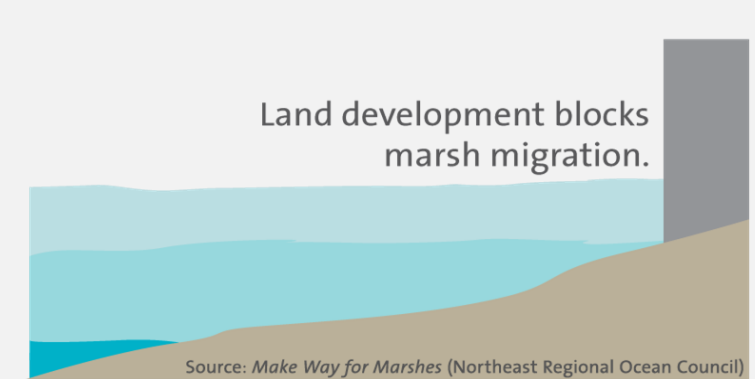 Land development blocks
marsh migration.
Source: Make Way for Marshes (Northeast Regional Ocean Council)